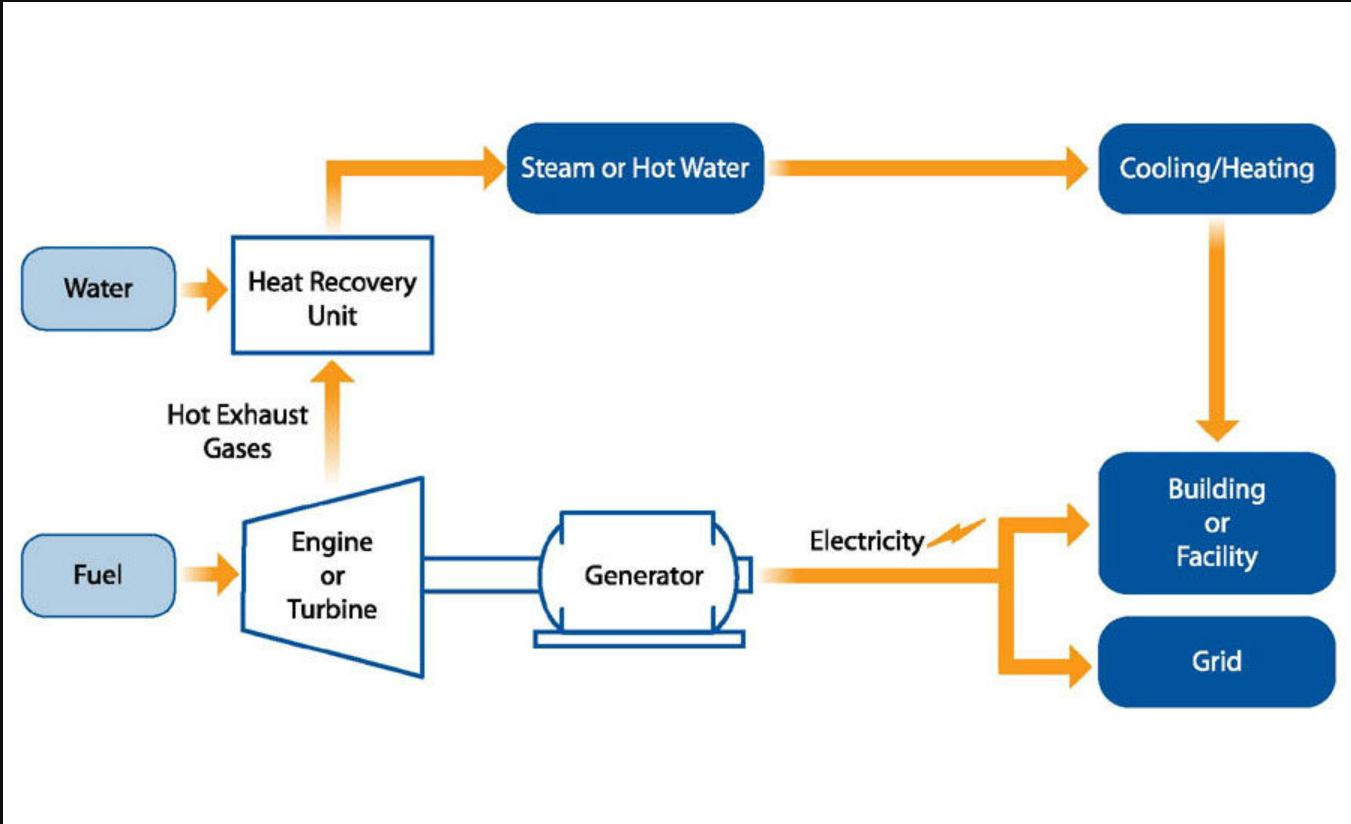 Steam or Hot Water
Cooling/Heating
Water
Heat Recovery
Unit
Hot Exhaust
Gases
Fuel
Engine
or
Turbine
Generator
Electricity
Building
or
Facility
Grid